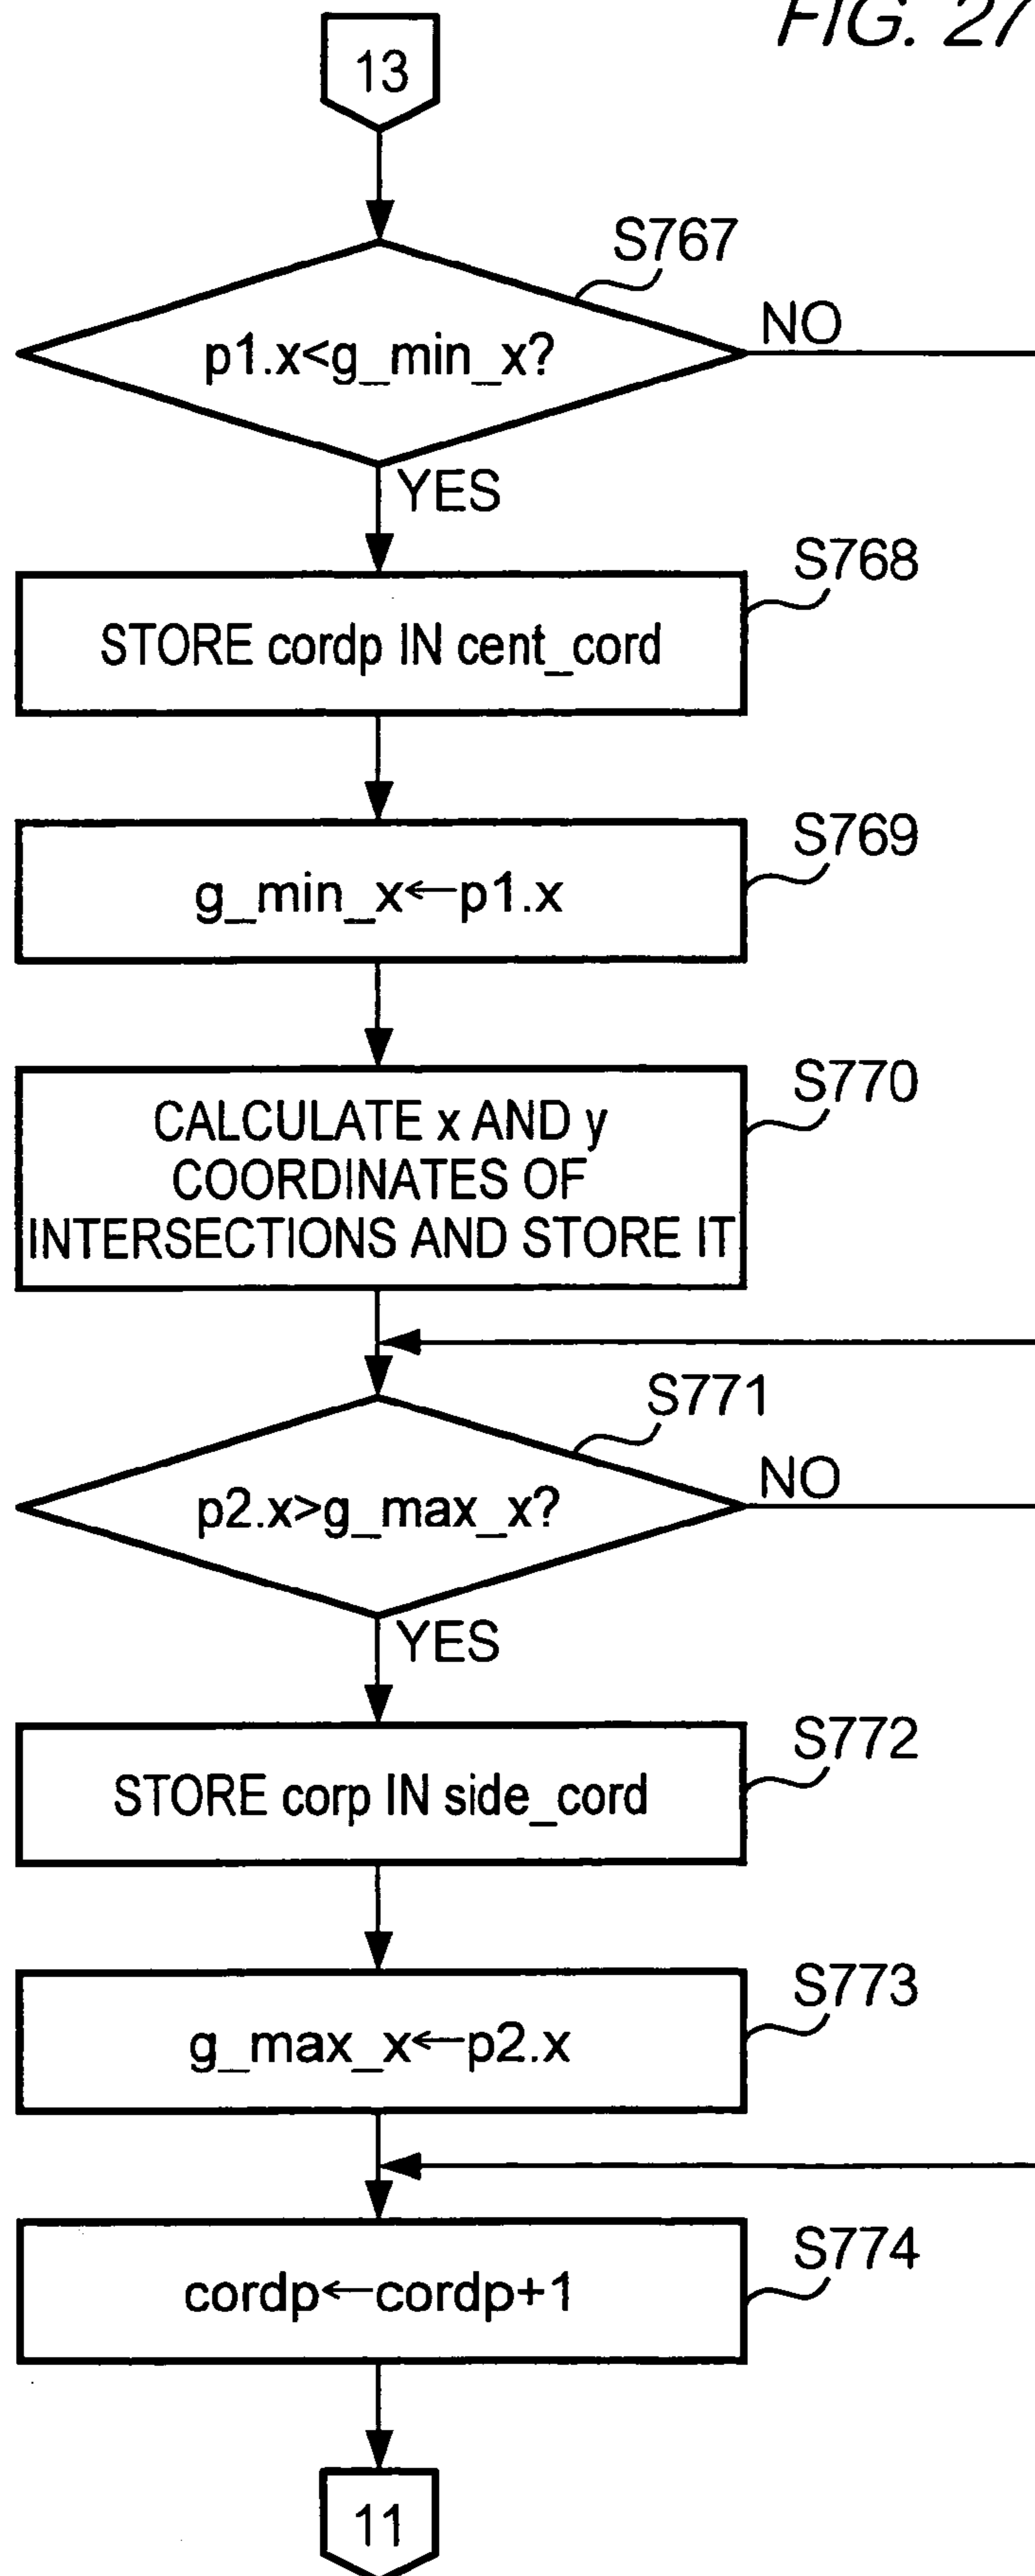 FIG. 27
13
S767
p1.x<g_min_x?
NO
YES
S768
STORE cordp IN cent_cord
S769
g_min_x←p1.x
S770
CALCULATE x AND y
COORDINATES OF
INTERSECTIONS AND STORE IT
S771
p2.x>g_max_x?
NO
YES
S772
STORE corp IN side_cord
S773
g_max_x←p2.x
S774
cordp←cordp+1
11